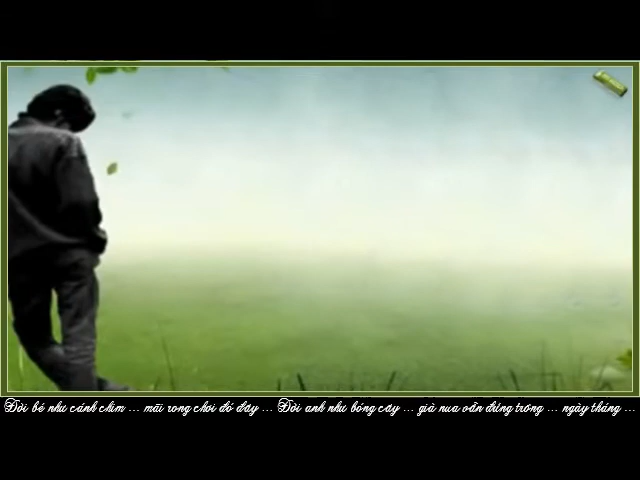 Đời bé như cánh chim ... mãi rong chơi đó đây ... Đời anh như bóng cây ... già nua vẫn đứng trông ... ngày tháng ...